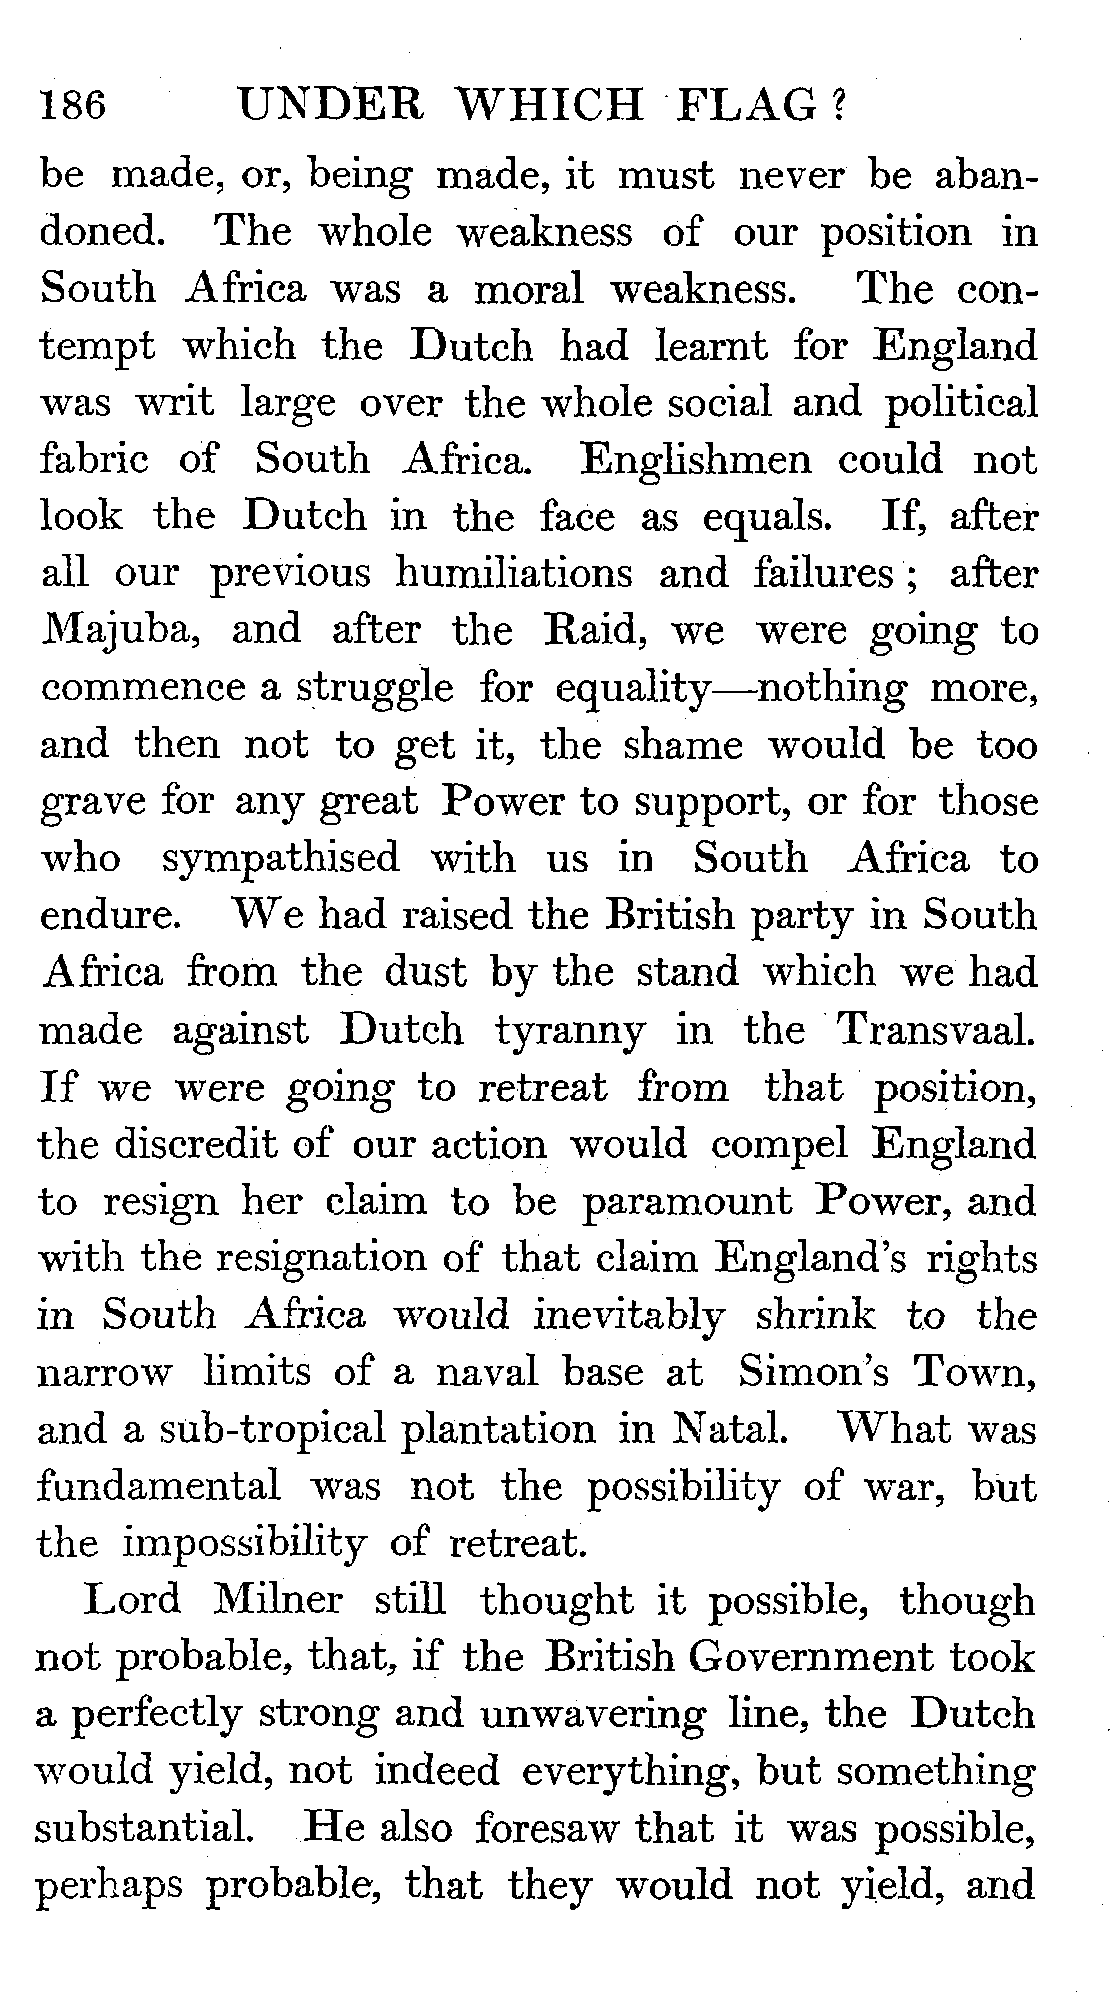 186 UNDER WHICH FLAG ?
be made, or, being made, it must never be aban-
doned. The whole weakness of our position in
South Africa was a moral weakness. The con-
tempt which the Dutch had learnt for England
was writ large over the whole social and political
fabric of South Africa. Englishmen could not
look the Dutch in the face as equals. If, after
all our previous humiliations and failures ; after
Majuba, and after the Raid, we were going to
commence a struggle for equality—nothing more,
and then not to get it, the shame would be too
grave for any great Power to support, or for those
who sympathised with us in South Africa to
endure. We had raised the British party in South
Africa from the dust by the stand which we had
made against Dutch tyranny in the Transvaal.
If we were going to retreat from that position,
the discredit of our action would compel England
to resign her claim to be paramount Power, and
with the resignation of that claim England's rights
in South Africa would inevitably shrink to the
narrow limits of a naval base at Simon's Town,
and a sub-tropical plantation in Natal. What was
fundamental was not the possibility of war, but
the impossibility of retreat.
Lord Milner still thought it possible, though
not probable, that, if the British Government took
a perfectly strong and unwavering line, the Dutch
would yield, not indeed everything, but something
substantial. He also foresaw that it was possible,
perhaps probable, that they would not yield, and